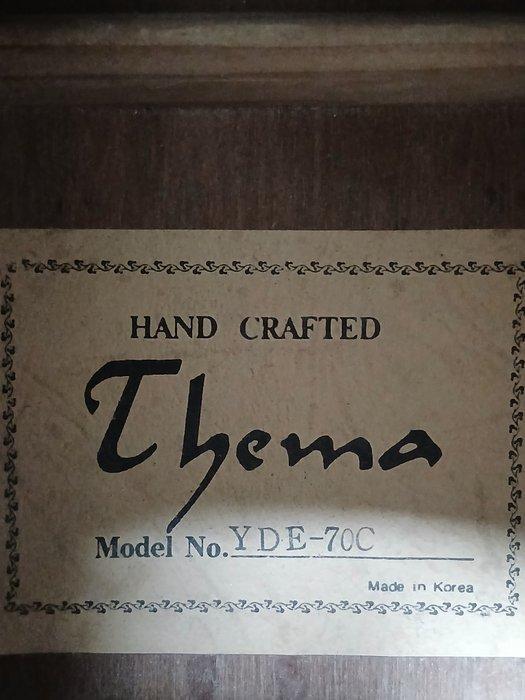 HAND CRAFTED
Thema
Model No. YDE-70C
Made in Korea